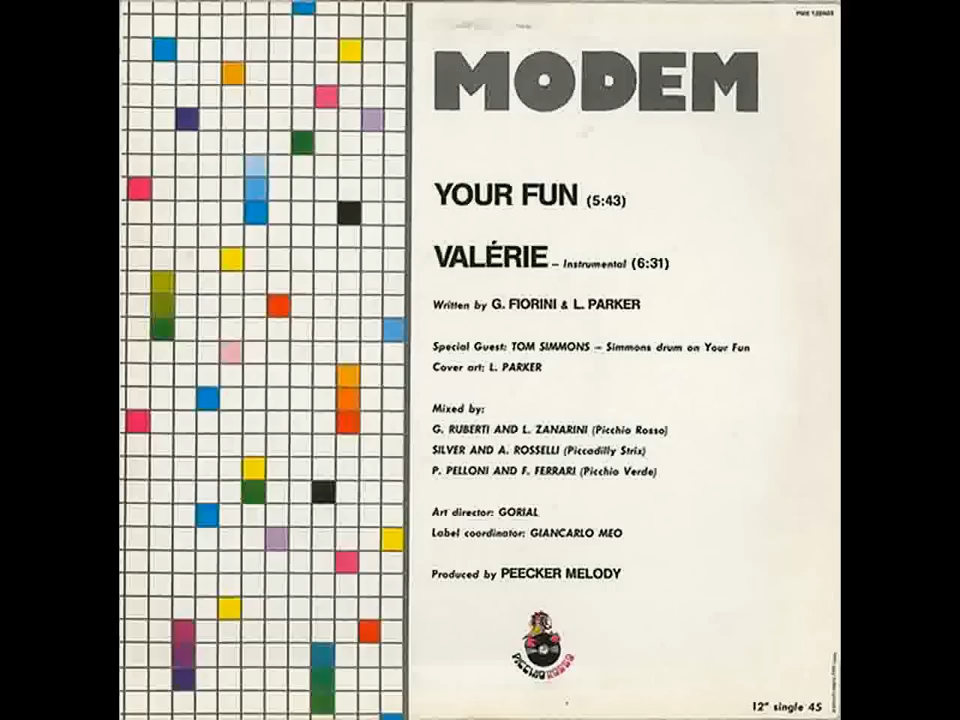 MODEM
YOUR FUN (5:43)
VALÉRIE – Instrumental (6:31)
Written by G. FIORINI & L. PARKER
Special Guest: TOM SIMMONS – Simmons drum on Your Fun
Cover art: L. PARKER
Mixed by:
G. RUBERTI AND L. ZANARINI (Picchio Rosso)
SILVER AND A. ROSSELLI (Piccadilly Strix)
P. PELLONI AND F. FERRARI (Picchio Verde)
Art director: GORIAL
Label coordinator: GIANCARLO MEO
Produced by PEECKER MELODY
PICCHIO ROSSO
12" single 45